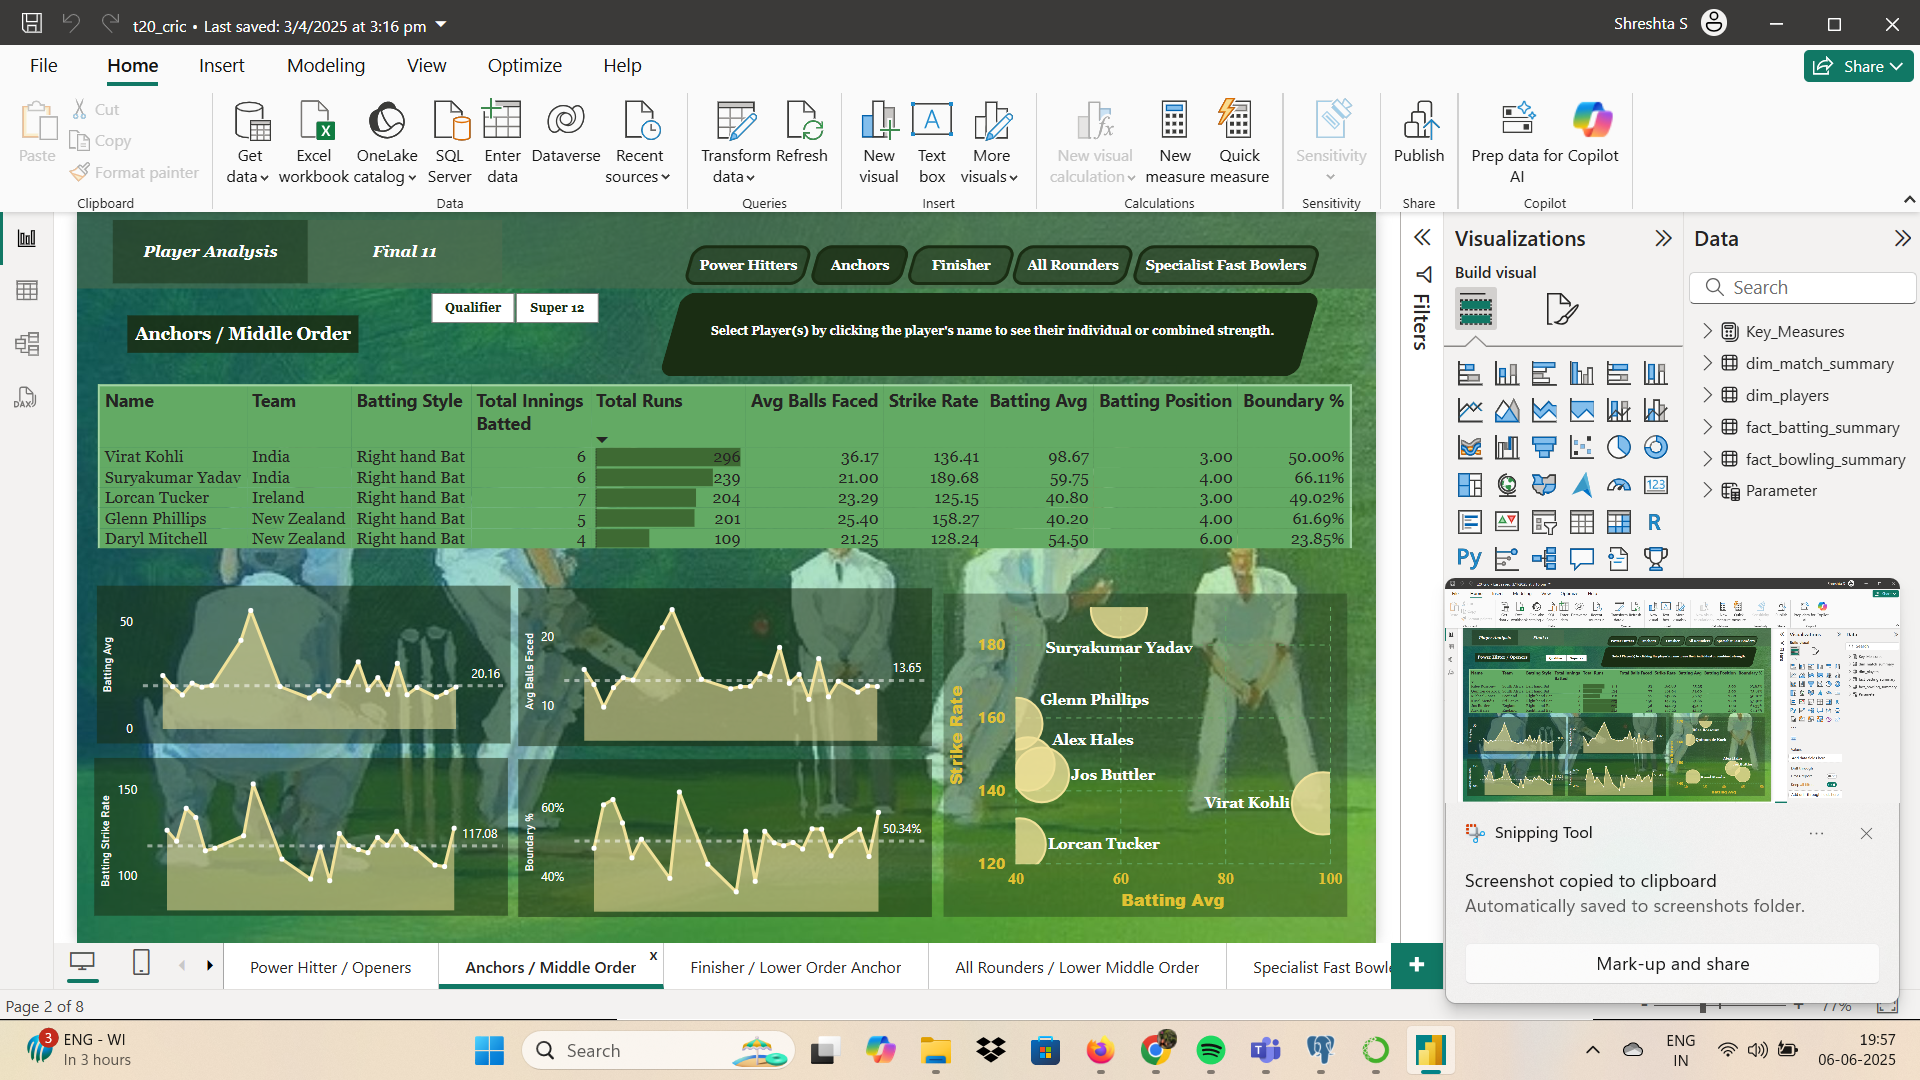 t20_cric • Last saved: 3/4/2025 at 3:16 pm
Shreshta S
File
Home
Insert
Modeling
View
Optimize
Help
Share
Paste
Cut
Copy
Format painter
Clipboard
Get data
Excel workbook
OneLake catalog
SQL Server
Enter data
Dataverse
Recent sources
Data
Transform data
Refresh
Queries
New visual
Text box
More visuals
Insert
New visual calculation
New measure
Quick measure
Calculations
Sensitivity
Sensitivity
Publish
Share
Prep data for AI
Copilot
Copilot
Player Analysis
Final 11
Power Hitters
Anchors
Finisher
All Rounders
Specialist Fast Bowlers
Qualifier
Super 12
Anchors / Middle Order
Select Player(s) by clicking the player's name to see their individual or combined strength.
Name Team Batting Style Total Innings Batted Total Runs Avg Balls Faced Strike Rate Batting Avg Batting Position Boundary %
Virat Kohli India Right hand Bat 6 296 36.17 136.41 98.67 3.00 50.00%
Suryakumar Yadav India Right hand Bat 6 239 21.00 189.68 59.75 4.00 66.11%
Lorcan Tucker Ireland Right hand Bat 7 204 23.29 125.15 40.80 3.00 49.02%
Glenn Phillips New Zealand Right hand Bat 5 201 25.40 158.27 40.20 4.00 61.69%
Daryl Mitchell New Zealand Right hand Bat 4 109 21.25 128.24 54.50 6.00 23.85%
Batting Avg
50
0
20.16
Avg Balls Faced
20
10
13.65
Batting Strike Rate
150
100
117.08
Boundary %
60%
40%
50.34%
Strike Rate
180
160
140
120
Suryakumar Yadav
Glenn Phillips
Alex Hales
Jos Buttler
Virat Kohli
Lorcan Tucker
40 60 80 100
Batting Avg
Filters
Visualizations
Build visual
Data
Search
Key_Measures
dim_match_summary
dim_players
fact_batting_summary
fact_bowling_summary
Parameter
Snipping Tool
Screenshot copied to clipboard
Automatically saved to screenshots folder.
Mark-up and share
Power Hitter / Openers
Anchors / Middle Order
x
Finisher / Lower Order Anchor
All Rounders / Lower Middle Order
Specialist Fast Bowle
Page 2 of 8
77%
3
ENG - WI
In 3 hours
Search
ENG
IN
19:57
06-06-2025